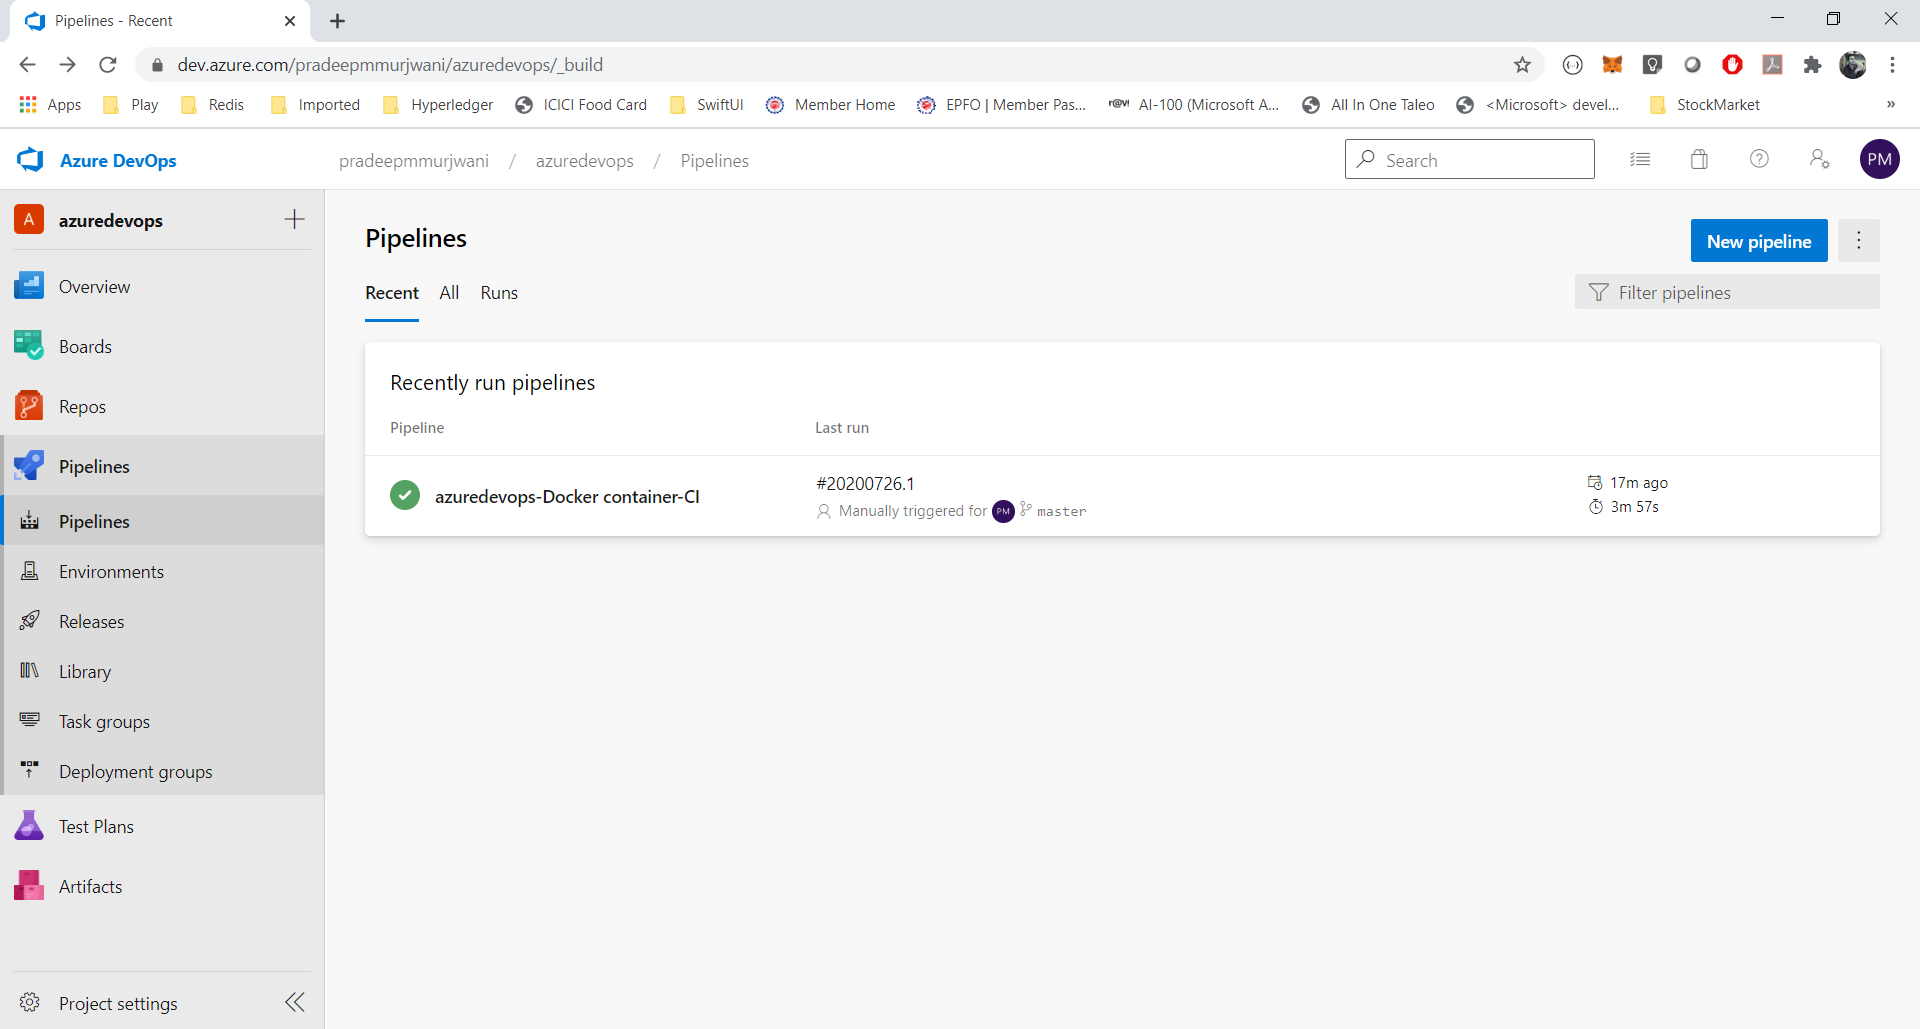 Pipelines - Recent
dev.azure.com/pradeepmmurjwani/azuredevops/_build
Apps Play Redis Imported Hyperledger ICICI Food Card SwiftUI Member Home EPFO | Member Pas... r@v! AI-100 (Microsoft A... All In One Taleo <Microsoft> devel... StockMarket »
Azure DevOps pradeepmmurjwani / azuredevops / Pipelines Search PM
A azuredevops
Overview
Boards
Repos
Pipelines
Pipelines
Environments
Releases
Library
Task groups
Deployment groups
Test Plans
Artifacts
Project settings
Pipelines
New pipeline
Recent All Runs
Filter pipelines
Recently run pipelines
Pipeline Last run
azuredevops-Docker container-CI
#20200726.1
Manually triggered for PM master
17m ago
3m 57s